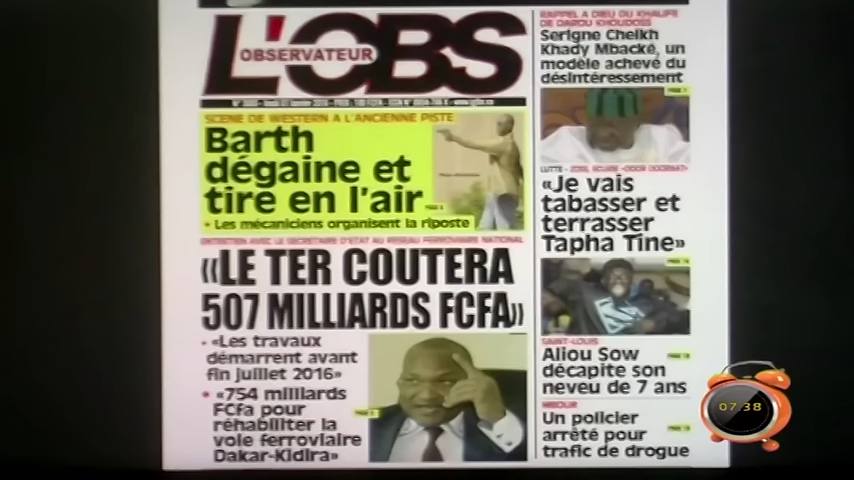 L'OBS
OBSERVATEUR
SCENE DE WESTERN A L'ANCIENNE PISTE
Barth
dégaine et
tire en l'air
• Les mécaniciens organisent la riposte
ENTRETIEN AVEC LE SECRETAIRE D'ETAT AU RESEAU FERROVIAIRE NATIONAL
«LE TER COUTERA
507 MILLIARDS FCFA»
• «Les travaux
démarrent avant
fin juillet 2016»
• «754 milliards
FCfa pour
réhabiliter la
voie ferroviaire
Dakar-Kidira»
RAPPEL A DIEU DU KHALIFE
DE DAROU KHOUDOSS
Serigne Cheikh
Khady Mbacké, un
modèle achevé du
désintéressement
«Je vais
tabasser et
terrasser
Tapha Tine»
SAINT-LOUIS
Aliou Sow
décapite son
neveu de 7 ans
MBOUR
Un policier
arrêté pour
trafic de drogue
07.38